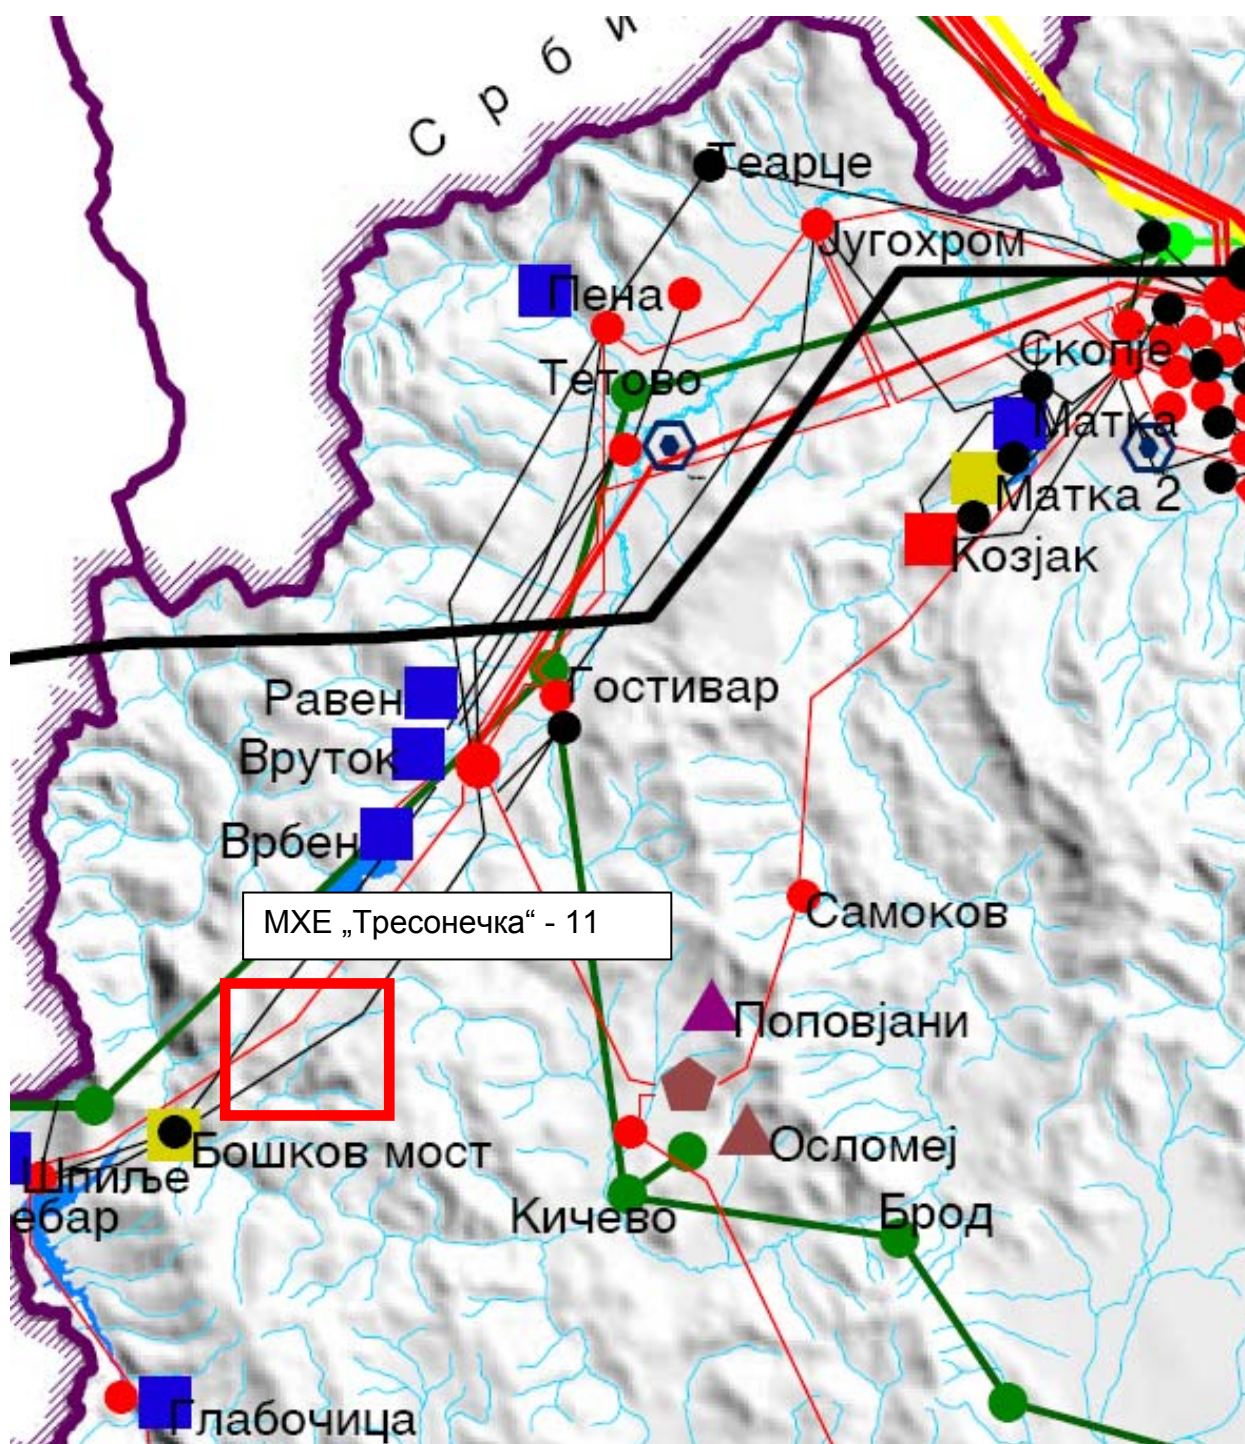 Срби
Теарце
Југохром
Пена
Скопје
Тетово
Матка
Матка 2
Козјак
Равен
Гостивар
Вруток
Врбен
МХЕ „Тресонечка“ - 11
Самоков
Поповјани
Осломеј
Бошков мост
Шпиље
ебар
Кичево
Брод
Глабочица